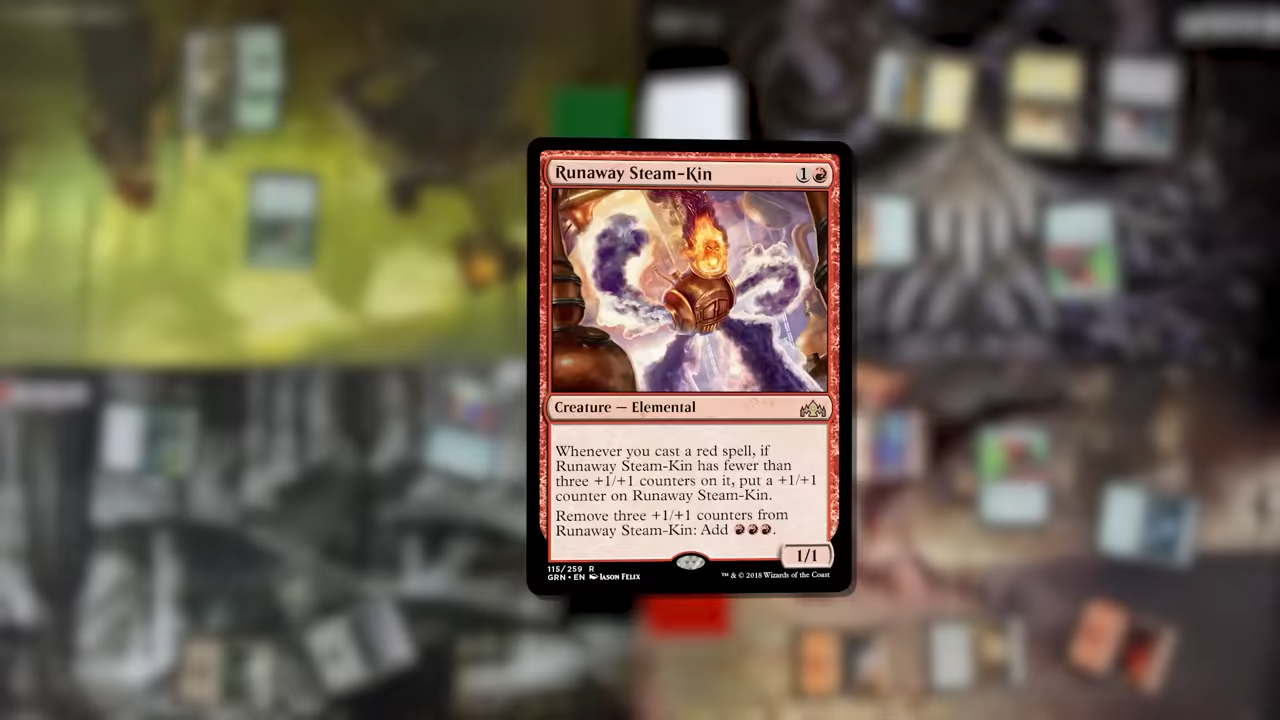 Runaway Steam-Kin 1
Creature — Elemental
Whenever you cast a red spell, if
Runaway Steam-Kin has fewer than
three +1/+1 counters on it, put a +1/+1
counter on Runaway Steam-Kin.
Remove three +1/+1 counters from
Runaway Steam-Kin: Add .
1/1
115/259 R
GRN • EN Jason Felix
™ & © 2018 Wizards of the Coast